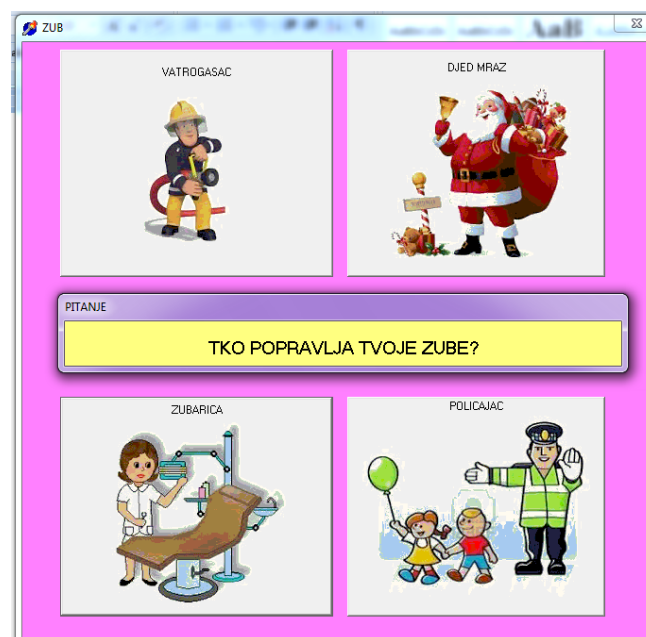 ZUB
VATROGASAC
DJED MRAZ
PITANJE
TKO POPRAVLJA TVOJE ZUBE?
ZUBARICA
POLICAJAC